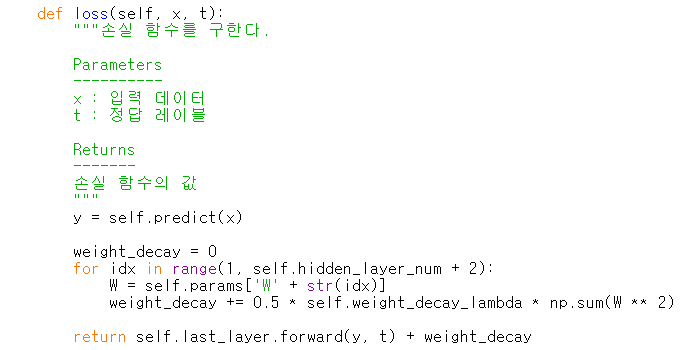 def loss(self, x, t):
    """손실 함수를 구한다.

    Parameters
    ----------
    x : 입력 데이터
    t : 정답 레이블

    Returns
    -------
    손실 함수의 값
    """
    y = self.predict(x)

    weight_decay = 0
    for idx in range(1, self.hidden_layer_num + 2):
        W = self.params['W' + str(idx)]
        weight_decay += 0.5 * self.weight_decay_lambda * np.sum(W ** 2)

    return self.last_layer.forward(y, t) + weight_decay